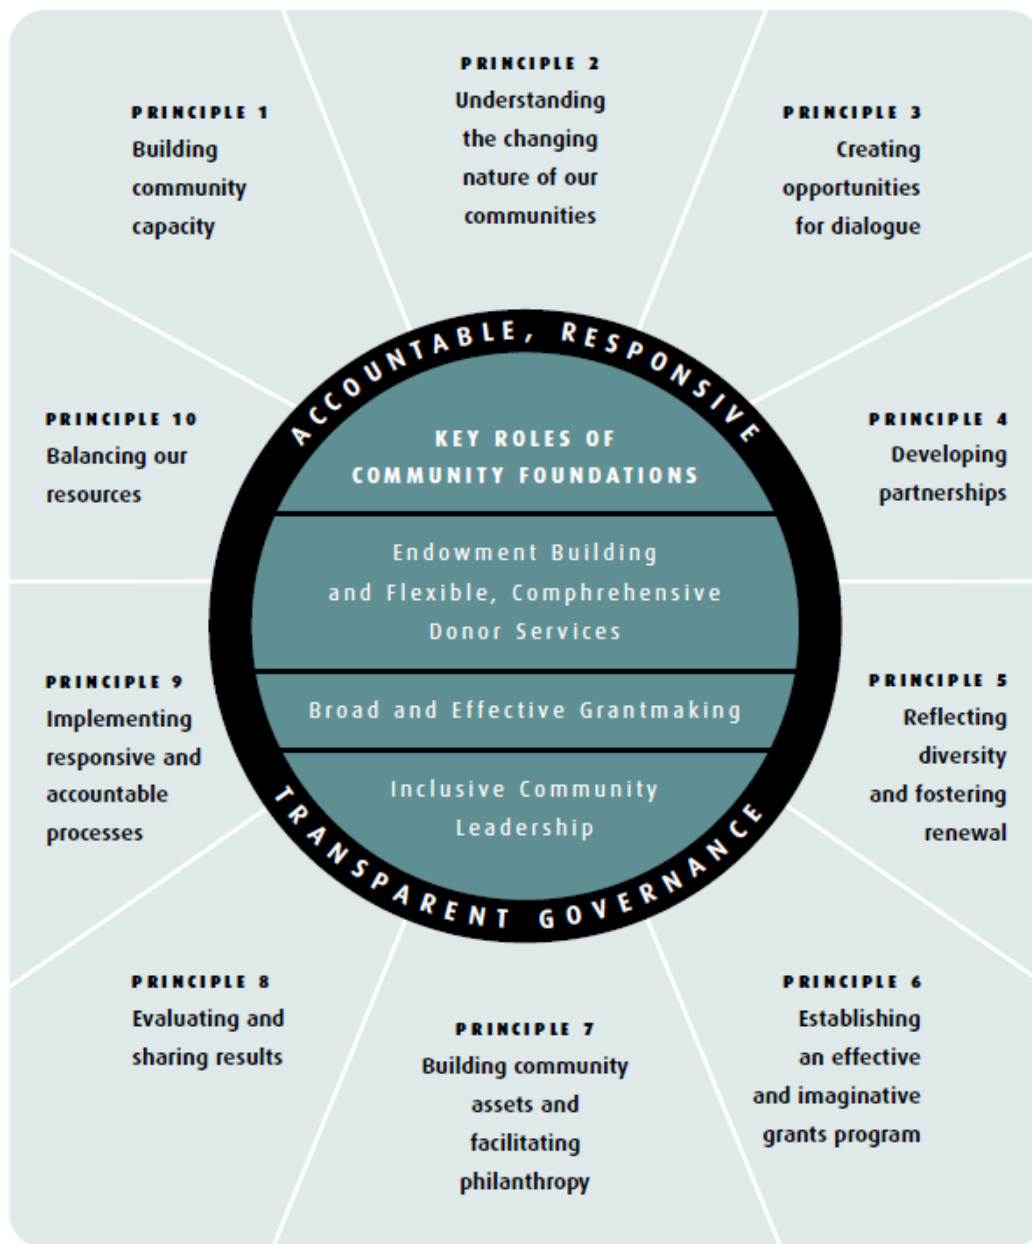 PRINCIPLE 1
Building
community
capacity
PRINCIPLE 2
Understanding
the changing
nature of our
communities
PRINCIPLE 3
Creating
opportunities
for dialogue
PRINCIPLE 10
Balancing our
resources
ACCOUNTABLE, RESPONSIVE
KEY ROLES OF
COMMUNITY FOUNDATIONS
Endowment Building
and Flexible, Comphrehensive
Donor Services
Broad and Effective Grantmaking
Inclusive Community
Leadership
TRANSPARENT GOVERNANCE
PRINCIPLE 4
Developing
partnerships
PRINCIPLE 9
Implementing
responsive and
accountable
processes
PRINCIPLE 5
Reflecting
diversity
and fostering
renewal
PRINCIPLE 8
Evaluating and
sharing results
PRINCIPLE 7
Building community
assets and
facilitating
philanthropy
PRINCIPLE 6
Establishing
an effective
and imaginative
grants program